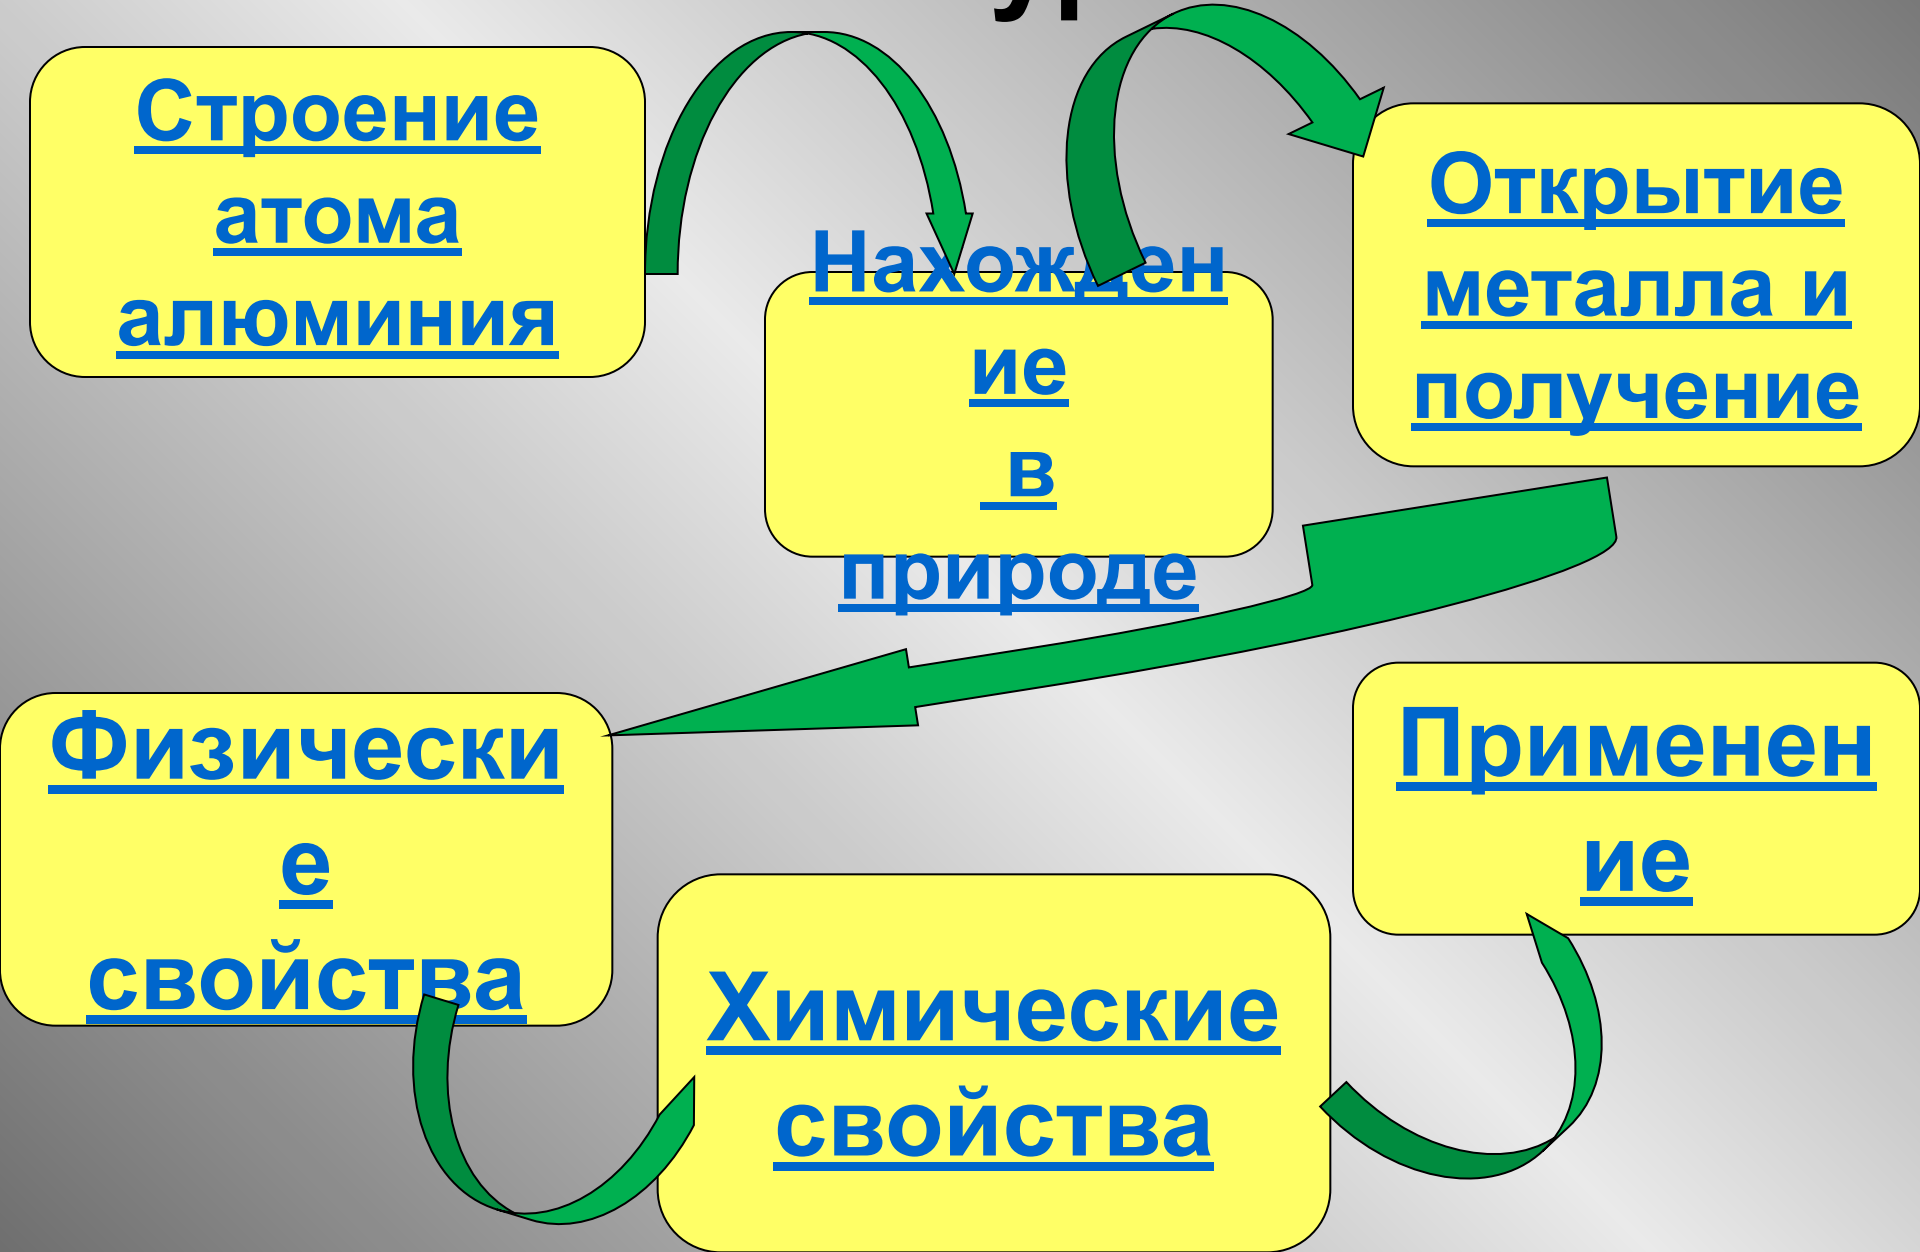 Строение
атома
алюминия
Нахожден
ие
в
природе
Открытие
металла и
получение
Физически
е
свойства
Химические
свойства
Применен
ие